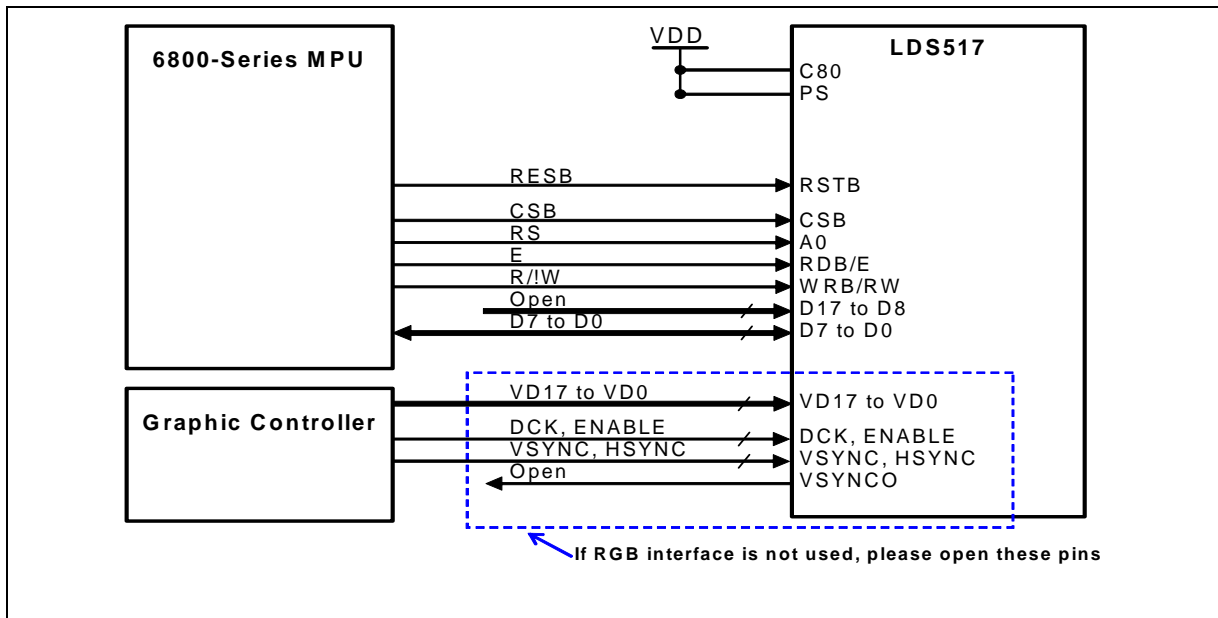 6800-Series MPU
VDD
LDS517
C80
PS
RESB
RSTB
CSB
CSB
RS
A0
E
RDB/E
R/!W
WRB/RW
Open
D17 to D8
D7 to D0
D7 to D0
Graphic Controller
VD17 to VD0
VD17 to VD0
DCK, ENABLE
DCK, ENABLE
VSYNC, HSYNC
VSYNC, HSYNC
Open
VSYNCO
If RGB interface is not used, please open these pins